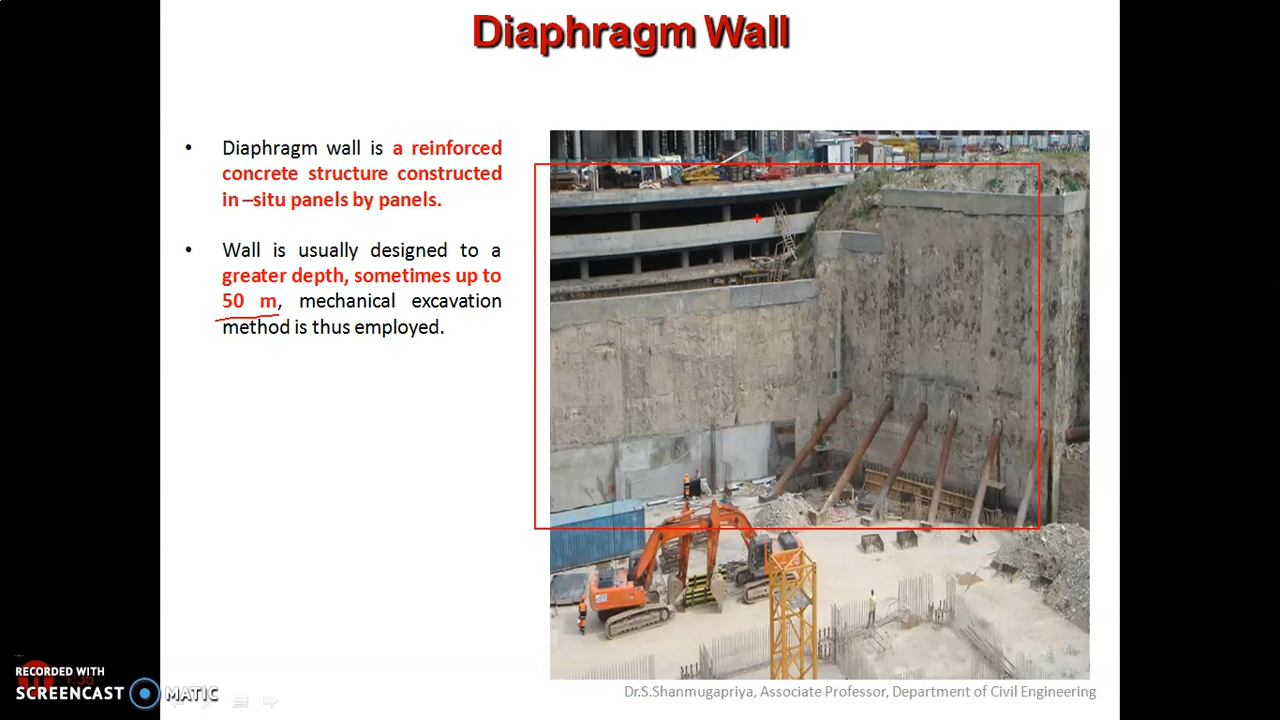 Diaphragm Wall
• Diaphragm wall is a reinforced
concrete structure constructed
in –situ panels by panels.
• Wall is usually designed to a
greater depth, sometimes up to
50 m, mechanical excavation
method is thus employed.
Dr.S.Shanmugapriya, Associate Professor, Department of Civil Engineering
RECORDED WITH
SCREENCAST MATIC